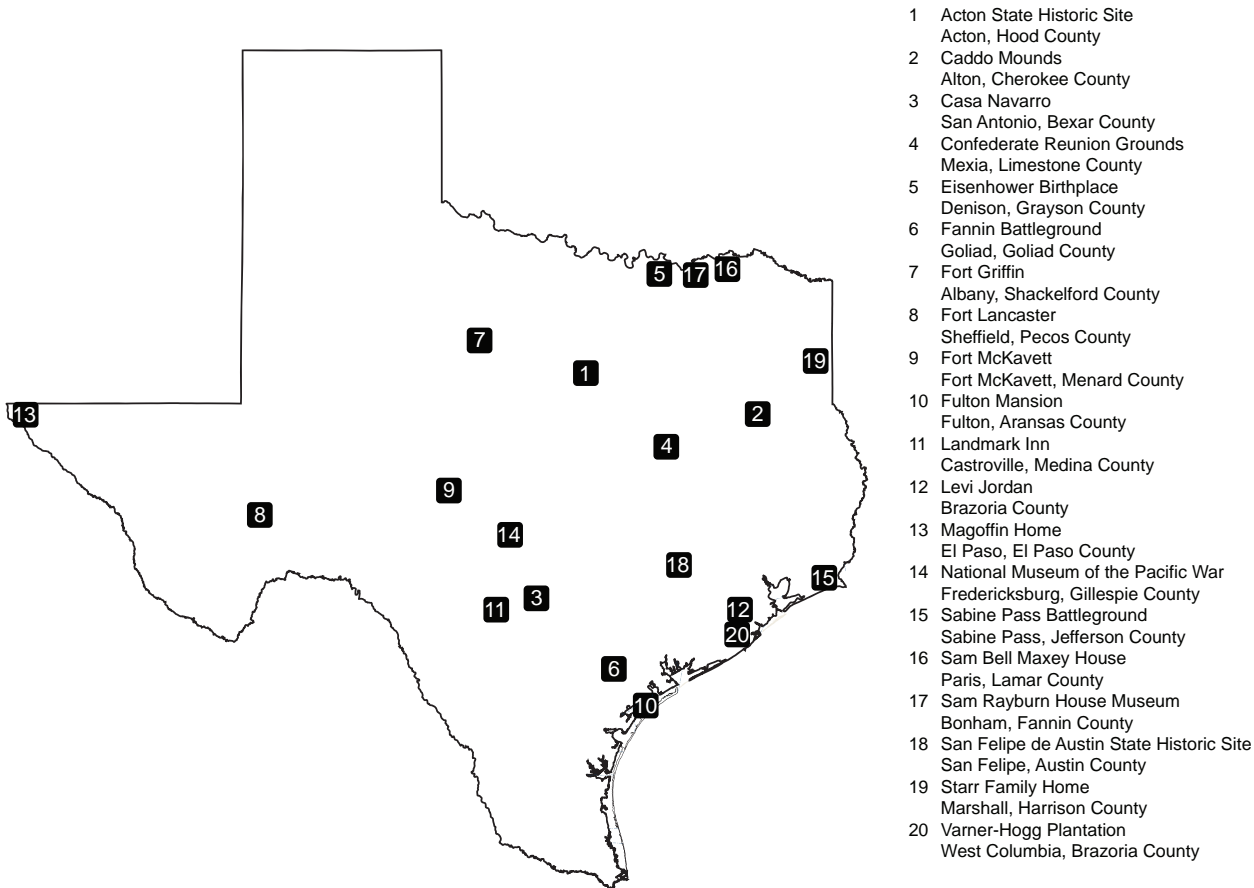 1 Acton State Historic Site
Acton, Hood County
2 Caddo Mounds
Alton, Cherokee County
3 Casa Navarro
San Antonio, Bexar County
4 Confederate Reunion Grounds
Mexia, Limestone County
5 Eisenhower Birthplace
Denison, Grayson County
6 Fannin Battleground
Goliad, Goliad County
7 Fort Griffin
Albany, Shackelford County
8 Fort Lancaster
Sheffield, Pecos County
9 Fort McKavett
Fort McKavett, Menard County
10 Fulton Mansion
Fulton, Aransas County
11 Landmark Inn
Castroville, Medina County
12 Levi Jordan
Brazoria County
13 Magoffin Home
El Paso, El Paso County
14 National Museum of the Pacific War
Fredericksburg, Gillespie County
15 Sabine Pass Battleground
Sabine Pass, Jefferson County
16 Sam Bell Maxey House
Paris, Lamar County
17 Sam Rayburn House Museum
Bonham, Fannin County
18 San Felipe de Austin State Historic Site
San Felipe, Austin County
19 Starr Family Home
Marshall, Harrison County
20 Varner-Hogg Plantation
West Columbia, Brazoria County
16
5
17
7
19
1
13
2
4
9
8
14
18
15
3
11
12
20
6
10